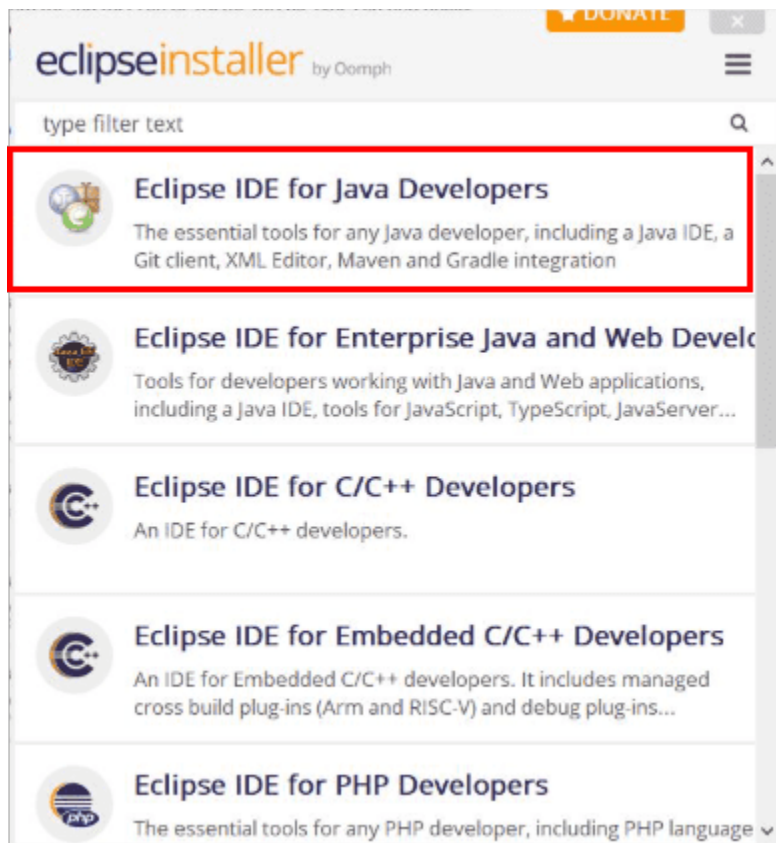 DONATE
eclipseinstaller by Oomph
type filter text
Eclipse IDE for Java Developers
The essential tools for any Java developer, including a Java IDE, a
Git client, XML Editor, Maven and Gradle integration
Eclipse IDE for Enterprise Java and Web Develo
Tools for developers working with Java and Web applications,
including a Java IDE, tools for JavaScript, TypeScript, JavaServer...
Eclipse IDE for C/C++ Developers
An IDE for C/C++ developers.
Eclipse IDE for Embedded C/C++ Developers
An IDE for Embedded C/C++ developers. It includes managed
cross build plug-ins (Arm and RISC-V) and debug plug-ins...
Eclipse IDE for PHP Developers
php
The essential tools for any PHP developer, including PHP language